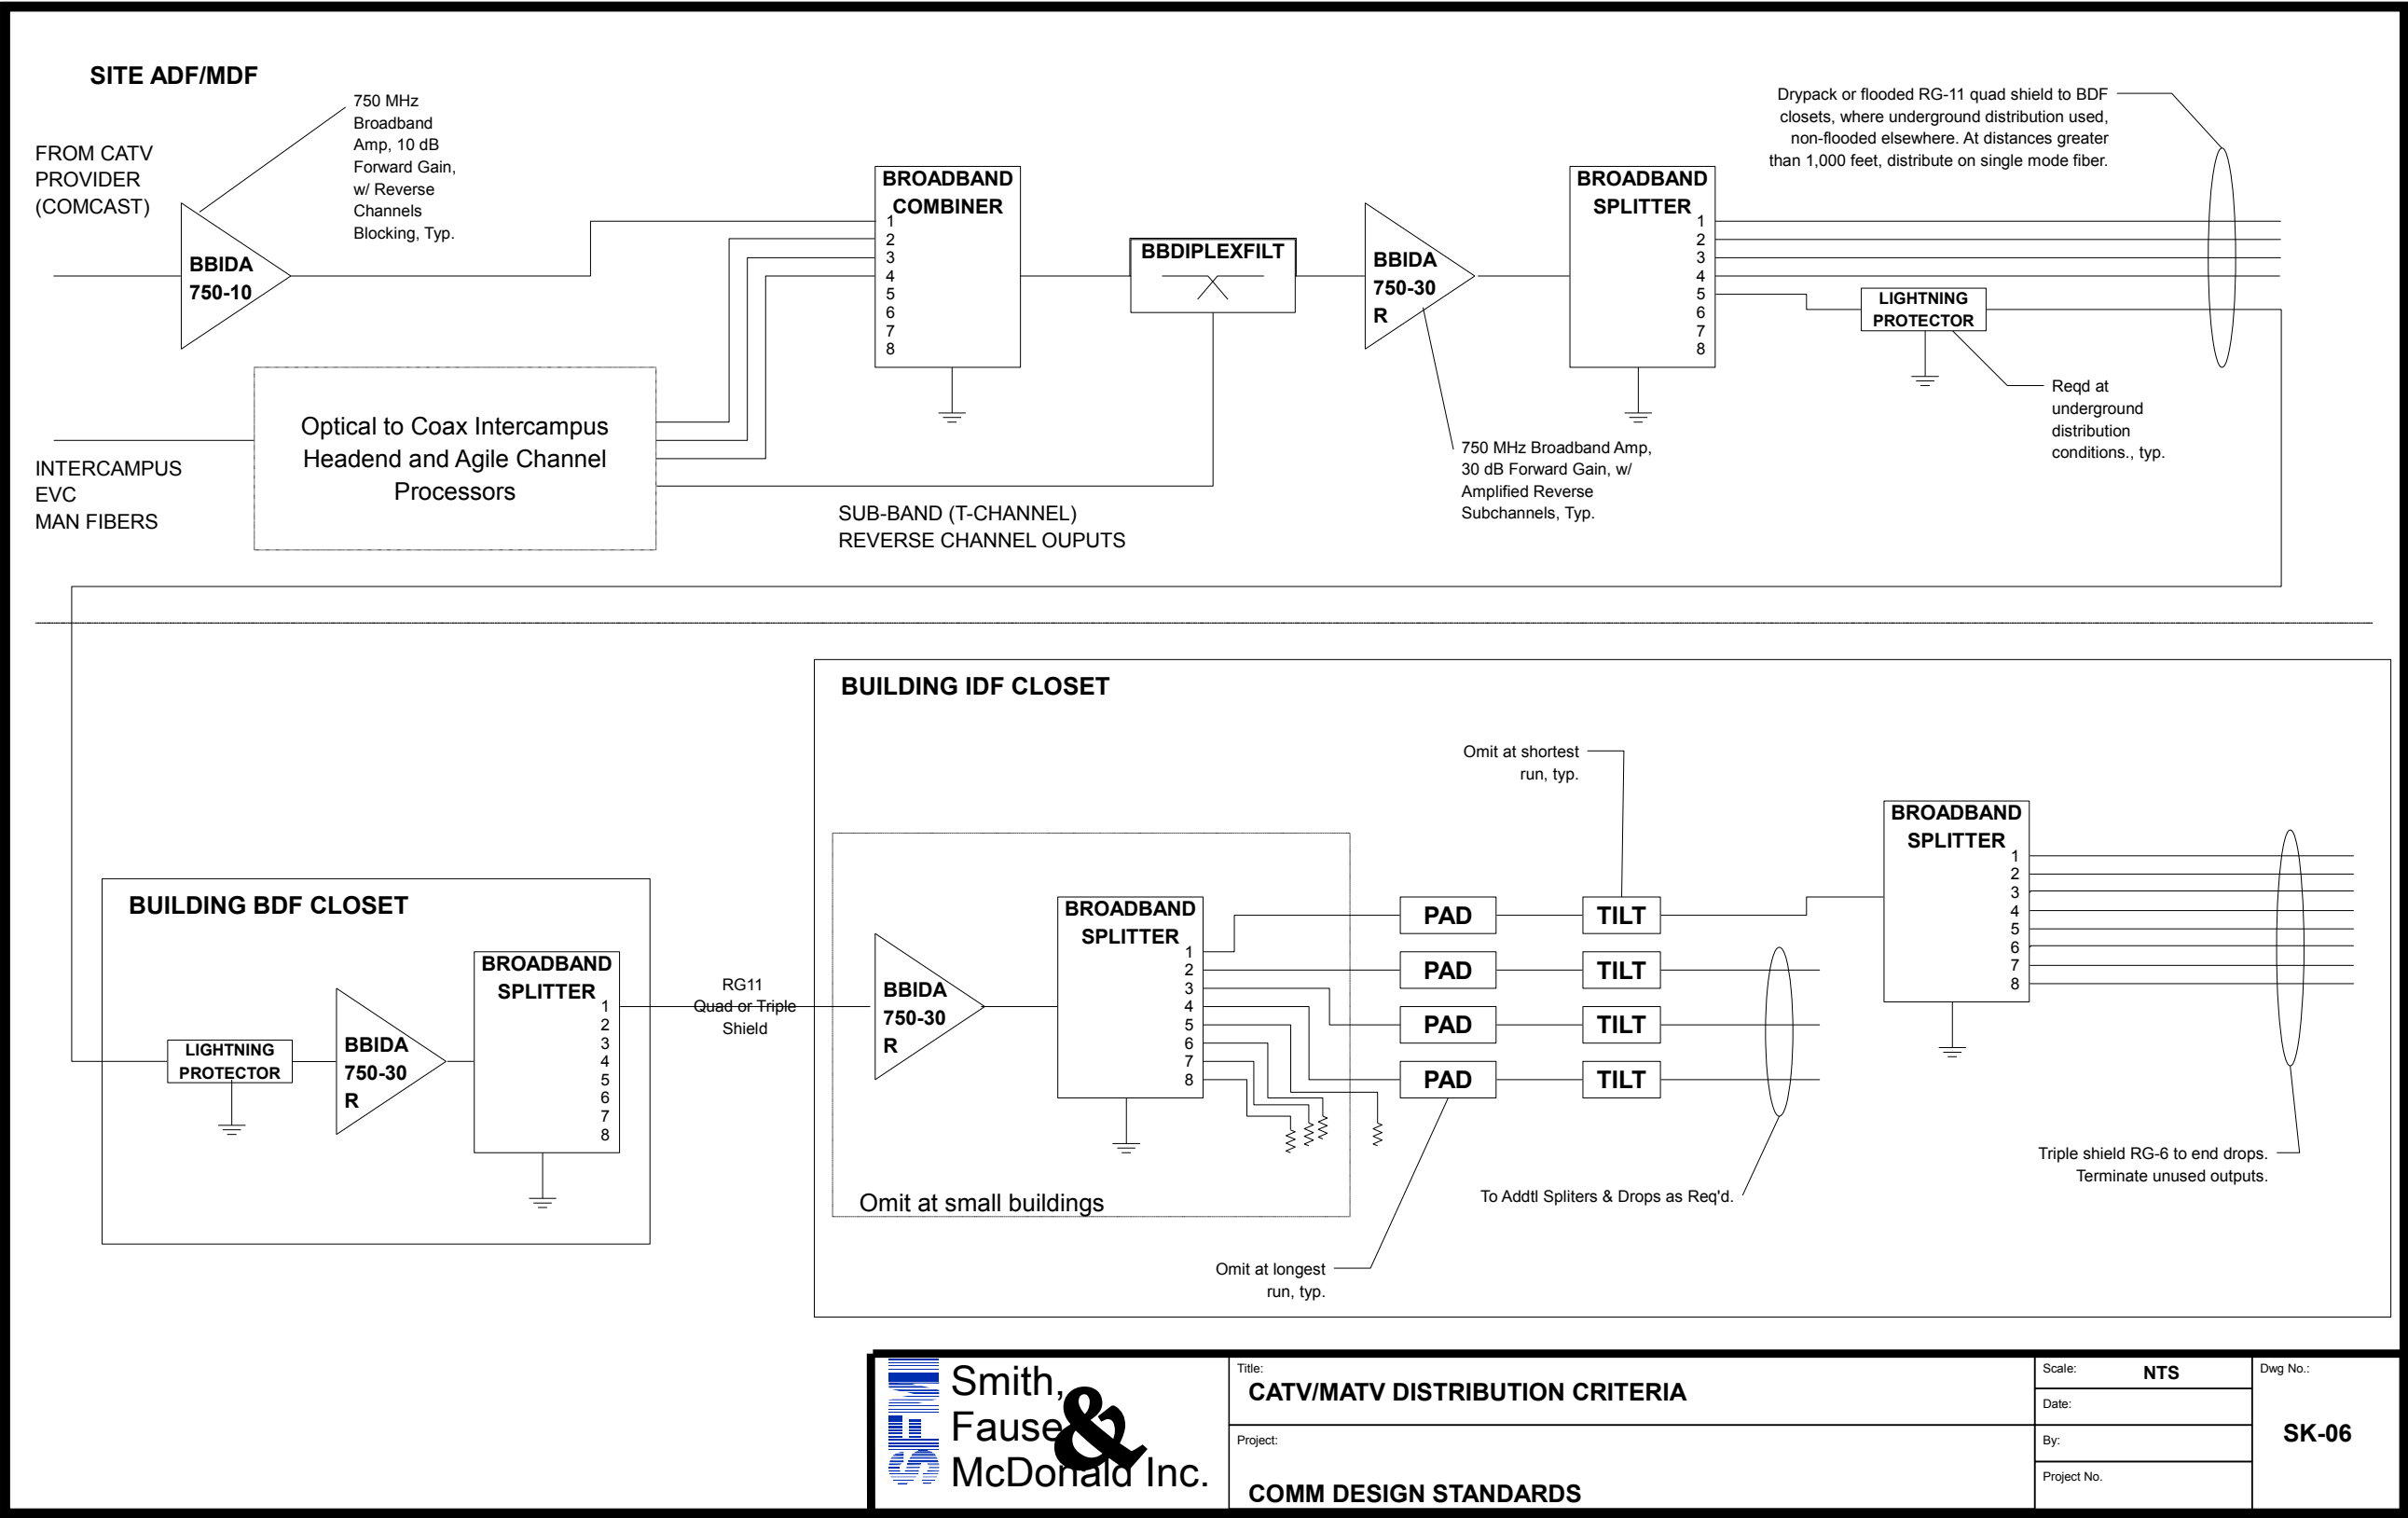 SITE ADF/MDF
750 MHz
Broadband
Amp, 10 dB
Forward Gain,
w/ Reverse
Channels
Blocking, Typ.
FROM CATV
PROVIDER
(COMCAST)
BBIDA
750-10
BROADBAND
COMBINER
1
2
3
4
5
6
7
8
BBDIPLEXFILT
BBIDA
750-30
R
BROADBAND
SPLITTER
1
2
3
4
5
6
7
8
Drypack or flooded RG-11 quad shield to BDF
closets, where underground distribution used,
non-flooded elsewhere. At distances greater
than 1,000 feet, distribute on single mode fiber.
LIGHTNING
PROTECTOR
Reqd at
underground
distribution
conditions., typ.
Optical to Coax Intercampus
Headend and Agile Channel
Processors
INTERCAMPUS
EVC
MAN FIBERS
SUB-BAND (T-CHANNEL)
REVERSE CHANNEL OUPUTS
750 MHz Broadband Amp,
30 dB Forward Gain, w/
Amplified Reverse
Subchannels, Typ.
BUILDING BDF CLOSET
LIGHTNING
PROTECTOR
BBIDA
750-30
R
BROADBAND
SPLITTER
1
2
3
4
5
6
7
8
RG11
Quad or Triple
Shield
BUILDING IDF CLOSET
BBIDA
750-30
R
BROADBAND
SPLITTER
1
2
3
4
5
6
7
8
Omit at small buildings
Omit at shortest
run, typ.
PAD TILT
PAD TILT
PAD TILT
PAD TILT
Omit at longest
run, typ.
To Addtl Spliters & Drops as Req'd.
BROADBAND
SPLITTER
1
2
3
4
5
6
7
8
Triple shield RG-6 to end drops.
Terminate unused outputs.
SFM
Smith,
Fause &
McDonald Inc.
Title:
CATV/MATV DISTRIBUTION CRITERIA
Project:
COMM DESIGN STANDARDS
Scale: NTS
Date:
By:
Project No.
Dwg No.:
SK-06